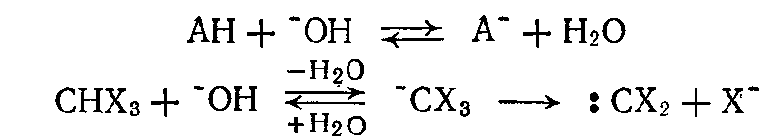 AH + ⁻OH ⇄ A⁻ + H₂O
−H₂O
CHX₃ + ⁻OH ⇄ ⁻CX₃ ⟶ :CX₂ + X⁻
+H₂O